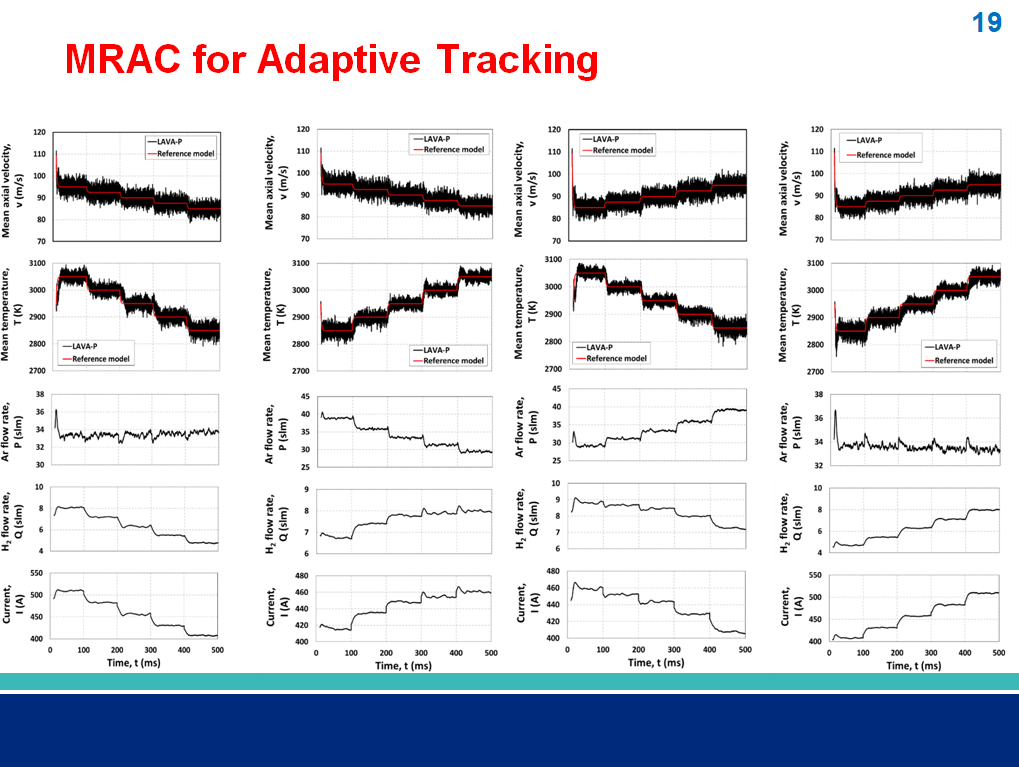 19
MRAC for Adaptive Tracking
Mean axial velocity,
v (m/s)
120
110
100
90
80
70
LAVA-P
Reference model
Mean temperature,
T (K)
3100
3000
2900
2800
2700
LAVA-P
Reference model
Ar flow rate,
P (slm)
38
36
34
32
30
H2 flow rate,
Q (slm)
10
8
6
4
Current,
I (A)
550
500
450
400
0 100 200 300 400 500
Time, t (ms)
Mean axial velocity,
v (m/s)
120
110
100
90
80
70
LAVA-P
Reference model
Mean temperature,
T (K)
3100
3000
2900
2800
2700
LAVA-P
Reference model
Ar flow rate,
P (slm)
45
40
35
30
25
H2 flow rate,
Q (slm)
9
8
7
6
Current,
I (A)
480
460
440
420
400
0 100 200 300 400 500
Time, t (ms)
Mean axial velocity,
v (m/s)
120
110
100
90
80
70
LAVA-P
Reference model
Mean temperature,
T (K)
3100
3000
2900
2800
2700
LAVA-P
Reference model
Ar flow rate,
P (slm)
45
40
35
30
25
H2 flow rate,
Q (slm)
10
9
8
7
6
Current,
I (A)
480
460
440
420
400
0 100 200 300 400 500
Time, t (ms)
Mean axial velocity,
v (m/s)
120
110
100
90
80
70
LAVA-P
Reference model
Mean temperature,
T (K)
3100
3000
2900
2800
2700
LAVA-P
Reference model
Ar flow rate,
P (slm)
38
36
34
32
H2 flow rate,
Q (slm)
10
8
6
4
Current,
I (A)
550
500
450
400
0 100 200 300 400 500
Time, t (ms)